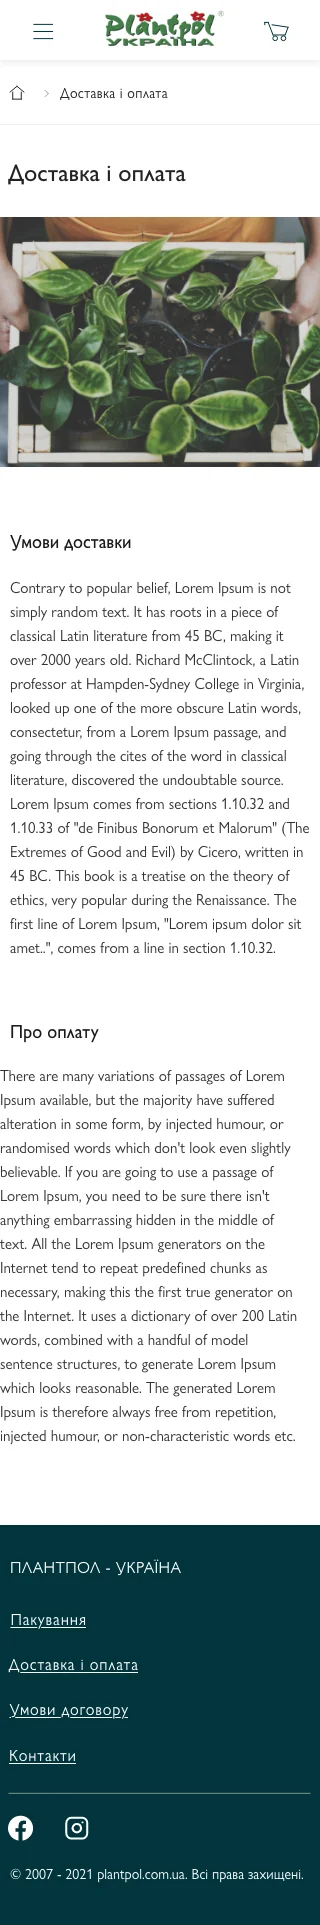 Plantpol®
УКРАЇНА
Доставка і оплата
Доставка і оплата
Умови доставки
Contrary to popular belief, Lorem Ipsum is not
simply random text. It has roots in a piece of
classical Latin literature from 45 BC, making it
over 2000 years old. Richard McClintock, a Latin
professor at Hampden-Sydney College in Virginia,
looked up one of the more obscure Latin words,
consectetur, from a Lorem Ipsum passage, and
going through the cites of the word in classical
literature, discovered the undoubtable source.
Lorem Ipsum comes from sections 1.10.32 and
1.10.33 of "de Finibus Bonorum et Malorum" (The
Extremes of Good and Evil) by Cicero, written in
45 BC. This book is a treatise on the theory of
ethics, very popular during the Renaissance. The
first line of Lorem Ipsum, "Lorem ipsum dolor sit
amet..", comes from a line in section 1.10.32.
Про оплату
There are many variations of passages of Lorem
Ipsum available, but the majority have suffered
alteration in some form, by injected humour, or
randomised words which don't look even slightly
believable. If you are going to use a passage of
Lorem Ipsum, you need to be sure there isn't
anything embarrassing hidden in the middle of
text. All the Lorem Ipsum generators on the
Internet tend to repeat predefined chunks as
necessary, making this the first true generator on
the Internet. It uses a dictionary of over 200 Latin
words, combined with a handful of model
sentence structures, to generate Lorem Ipsum
which looks reasonable. The generated Lorem
Ipsum is therefore always free from repetition,
injected humour, or non-characteristic words etc.
ПЛАНТПОЛ - УКРАЇНА
Пакування
Доставка і оплата
Умови договору
Контакти
© 2007 - 2021 plantpol.com.ua. Всі права захищені.